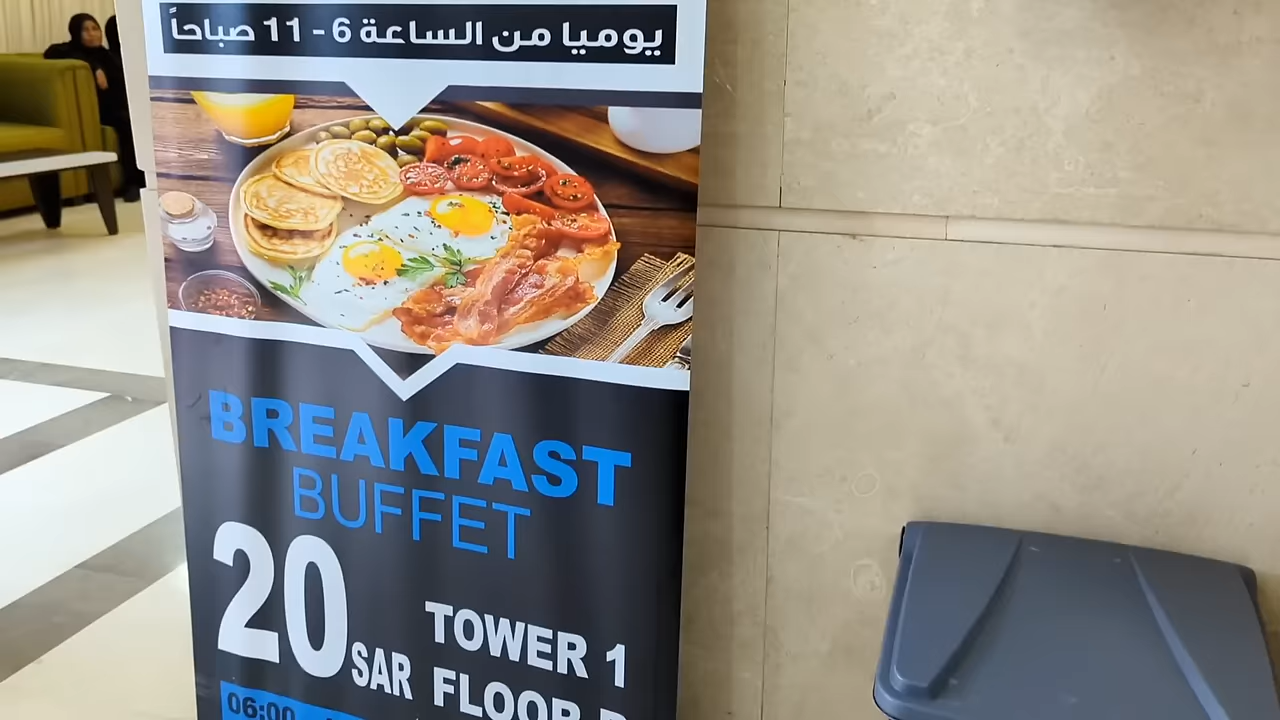 يوميا من الساعة 6 - 11 صباحاً
BREAKFAST
BUFFET
20 SAR
TOWER 1
FLOOR
06:00